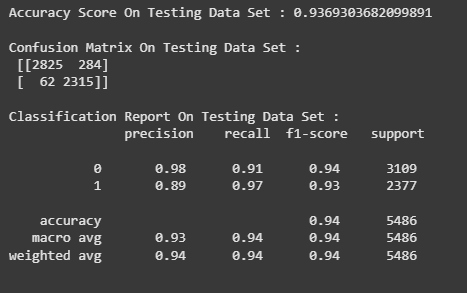 Accuracy Score On Testing Data Set : 0.9369303682099891
Confusion Matrix On Testing Data Set :
[[2825 284]
[ 62 2315]]
Classification Report On Testing Data Set :
precision recall f1-score support
0 0.98 0.91 0.94 3109
1 0.89 0.97 0.93 2377
accuracy 0.94 5486
macro avg 0.93 0.94 0.94 5486
weighted avg 0.94 0.94 0.94 5486